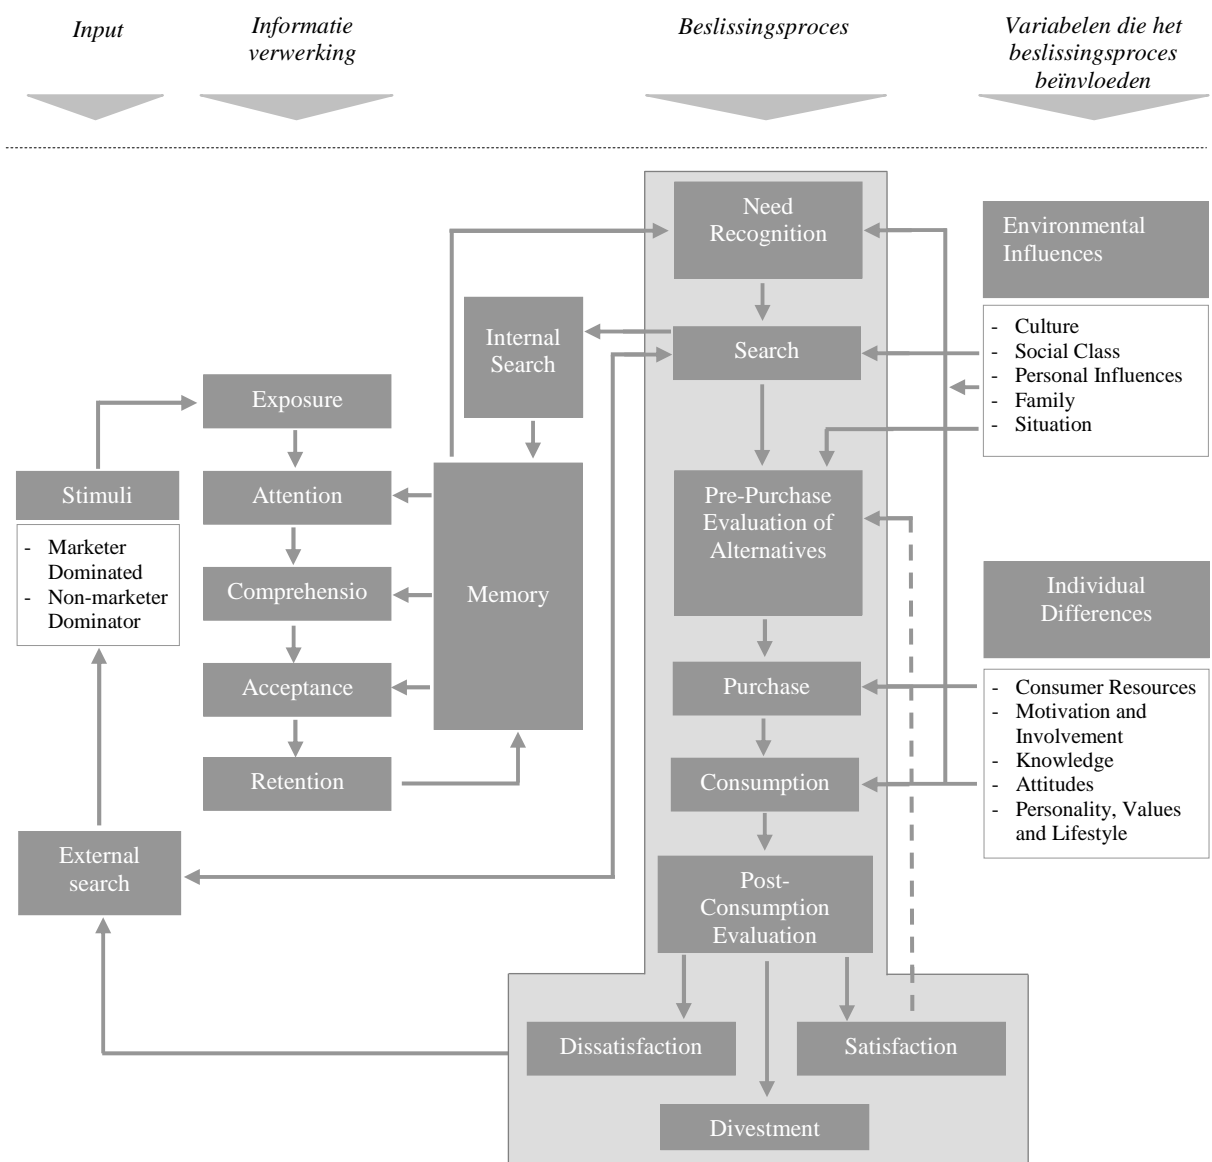 Input
Informatie
verwerking
Beslissingsproces
Variabelen die het
beslissingsproces
beïnvloeden
Need
Recognition
Environmental
Influences
Internal
Search
Search
- Culture
- Social Class
- Personal Influences
- Family
- Situation
Exposure
Stimuli
Attention
Pre-Purchase
Evaluation of
Alternatives
- Marketer
Dominated
- Non-marketer
Dominator
Comprehensio
Memory
Individual
Differences
Acceptance
Purchase
- Consumer Resources
- Motivation and
Involvement
- Knowledge
- Attitudes
- Personality, Values
and Lifestyle
Retention
Consumption
External
search
Post-
Consumption
Evaluation
Dissatisfaction
Satisfaction
Divestment